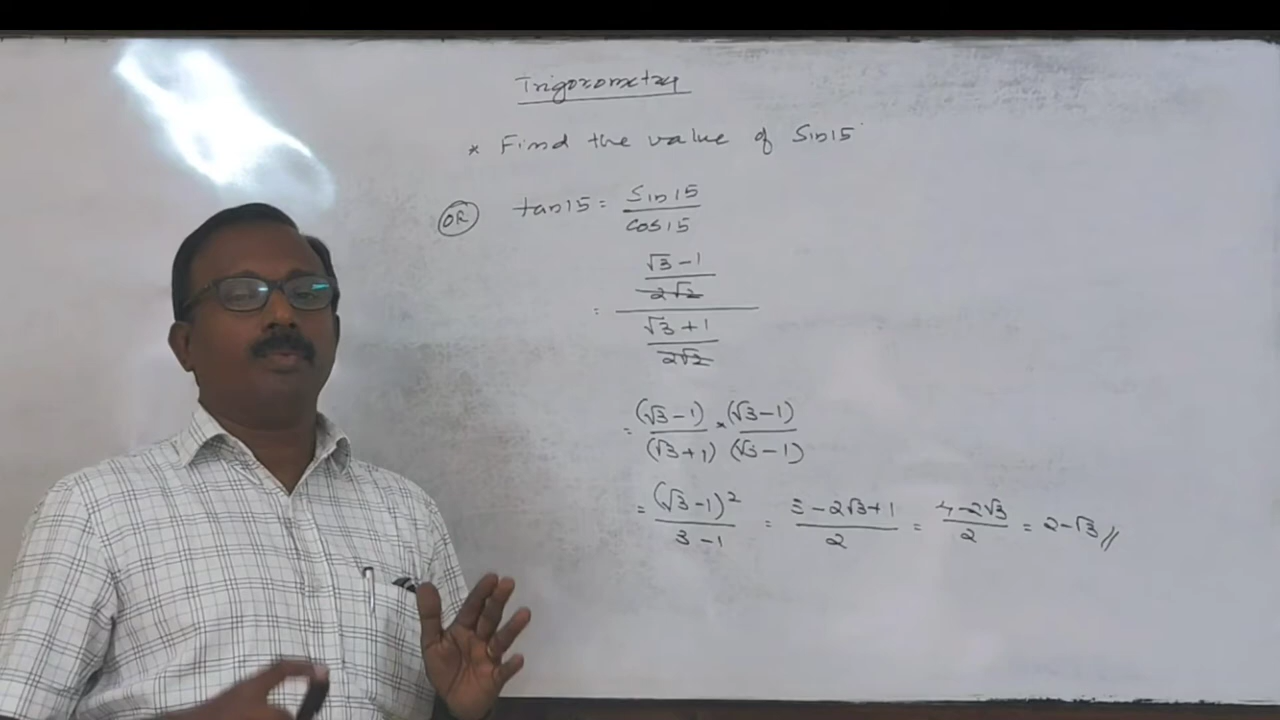 Trigonometry
* Find the value of Sin15
OR tan15 = Sin15 / cos15
= (√3 - 1 / 2√2) / (√3 + 1 / 2√2)
= (√3 - 1) / (√3 + 1) × (√3 - 1) / (√3 - 1)
= (√3 - 1)² / 3 - 1 = 3 - 2√3 + 1 / 2 = 4 - 2√3 / 2 = 2 - √3 //